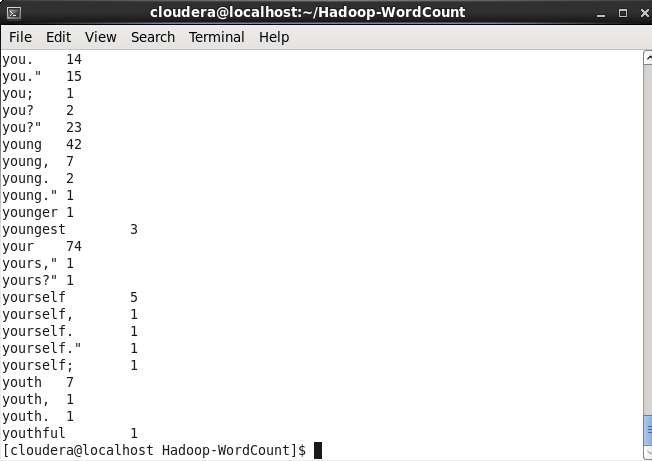 cloudera@localhost:~/Hadoop-WordCount
File Edit View Search Terminal Help
you. 14
you." 15
you; 1
you? 2
you?" 23
young 42
young, 7
young. 2
young." 1
younger 1
youngest 3
your 74
yours," 1
yours?" 1
yourself 5
yourself, 1
yourself. 1
yourself." 1
yourself; 1
youth 7
youth, 1
youth. 1
youthful 1
[cloudera@localhost Hadoop-WordCount]$